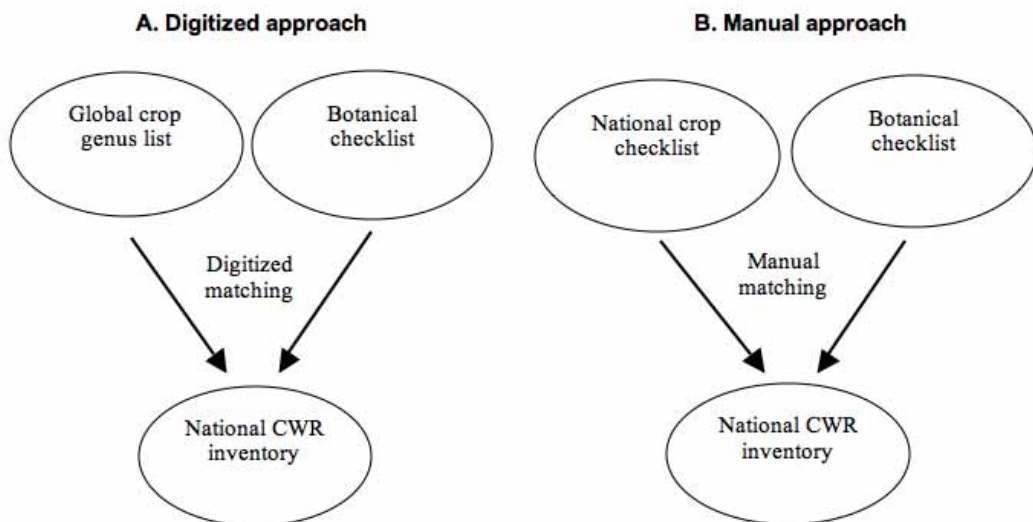 A. Digitized approach
Global crop
genus list
Botanical
checklist
Digitized
matching
National CWR
inventory
B. Manual approach
National crop
checklist
Botanical
checklist
Manual
matching
National CWR
inventory